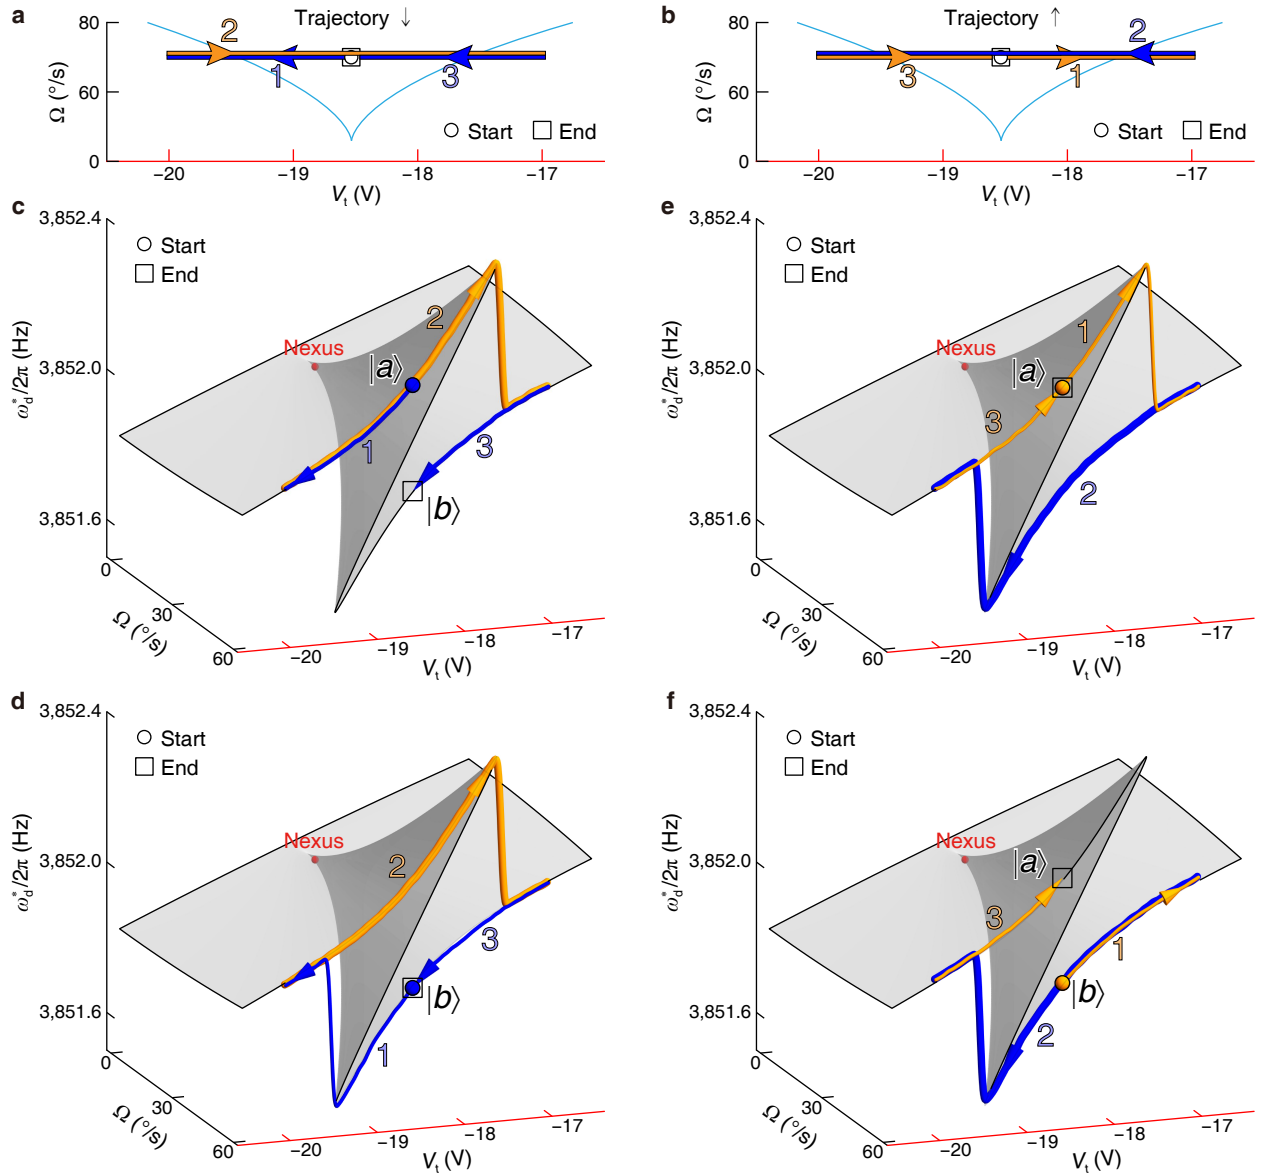 a
Trajectory ↓
80
60
0
Ω (°/s)
2
1
3
Start
End
−20
−19
−18
−17
Vt (V)
b
Trajectory ↑
80
60
0
Ω (°/s)
3
1
2
Start
End
−20
−19
−18
−17
Vt (V)
c
3,852.4
3,852.0
3,851.6
ω*d/2π (Hz)
Start
End
Nexus
|a⟩
2
1
3
|b⟩
0
30
60
Ω (°/s)
−20
−19
−18
−17
Vt (V)
e
3,852.4
3,852.0
3,851.6
ω*d/2π (Hz)
Start
End
Nexus
|a⟩
1
3
2
0
30
60
Ω (°/s)
−20
−19
−18
−17
Vt (V)
d
3,852.4
3,852.0
3,851.6
ω*d/2π (Hz)
Start
End
Nexus
2
3
|b⟩
1
0
30
60
Ω (°/s)
−20
−19
−18
−17
Vt (V)
f
3,852.4
3,852.0
3,851.6
ω*d/2π (Hz)
Start
End
Nexus
|a⟩
3
1
|b⟩
2
0
30
60
Ω (°/s)
−20
−19
−18
−17
Vt (V)